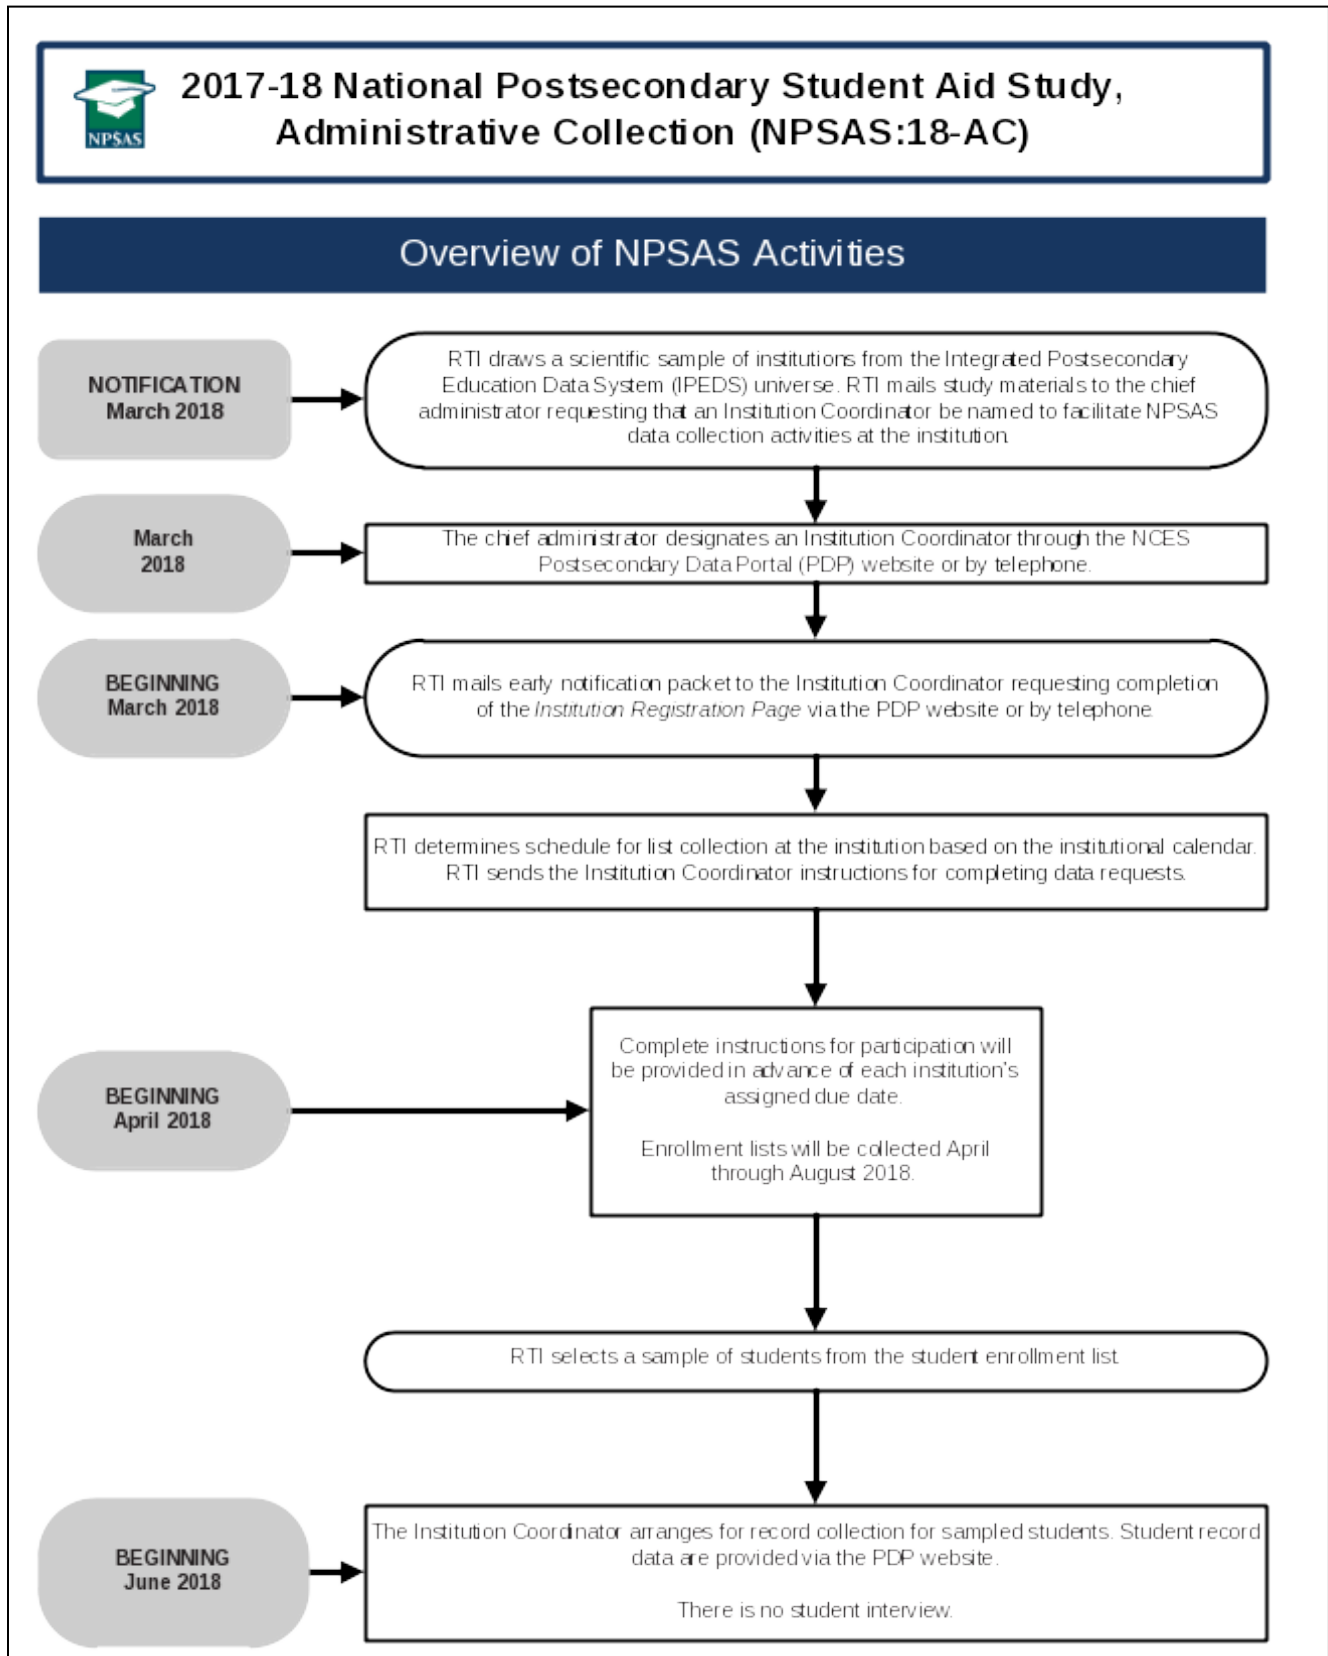 2017-18 National Postsecondary Student Aid Study,
Administrative Collection (NPSAS:18-AC)
NPSAS
Overview of NPSAS Activities
NOTIFICATION
March 2018
RTI draws a scientific sample of institutions from the Integrated Postsecondary
Education Data System (IPEDS) universe. RTI mails study materials to the chief
administrator requesting that an Institution Coordinator be named to facilitate NPSAS
data collection activities at the institution.
March
2018
The chief administrator designates an Institution Coordinator through the NCES
Postsecondary Data Portal (PDP) website or by telephone.
BEGINNING
March 2018
RTI mails early notification packet to the Institution Coordinator requesting completion
of the Institution Registration Page via the PDP website or by telephone.
RTI determines schedule for list collection at the institution based on the institutional calendar.
RTI sends the Institution Coordinator instructions for completing data requests.
BEGINNING
April 2018
Complete instructions for participation will
be provided in advance of each institution's
assigned due date.
Enrollment lists will be collected April
through August 2018.
RTI selects a sample of students from the student enrollment list.
BEGINNING
June 2018
The Institution Coordinator arranges for record collection for sampled students. Student record
data are provided via the PDP website.
There is no student interview.